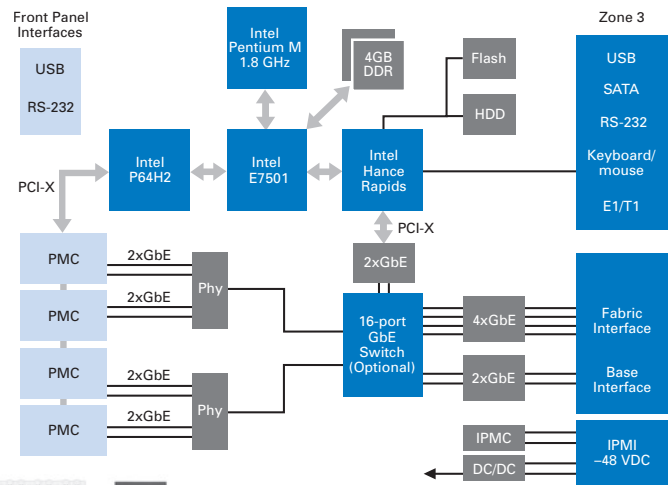 Front Panel
Interfaces
USB
RS-232
Intel
Pentium M
1.8 GHz
4GB
DDR
Flash
HDD
Zone 3
USB
SATA
RS-232
Keyboard/
mouse
E1/T1
Intel
P64H2
Intel
E7501
Intel
Hance
Rapids
PCI-X
PCI-X
2xGbE
PMC
2xGbE
Phy
PMC
2xGbE
PMC
2xGbE
Phy
PMC
2xGbE
16-port
GbE
Switch
(Optional)
4xGbE
2xGbE
Fabric
Interface
Base
Interface
IPMC
DC/DC
IPMI
–48 VDC